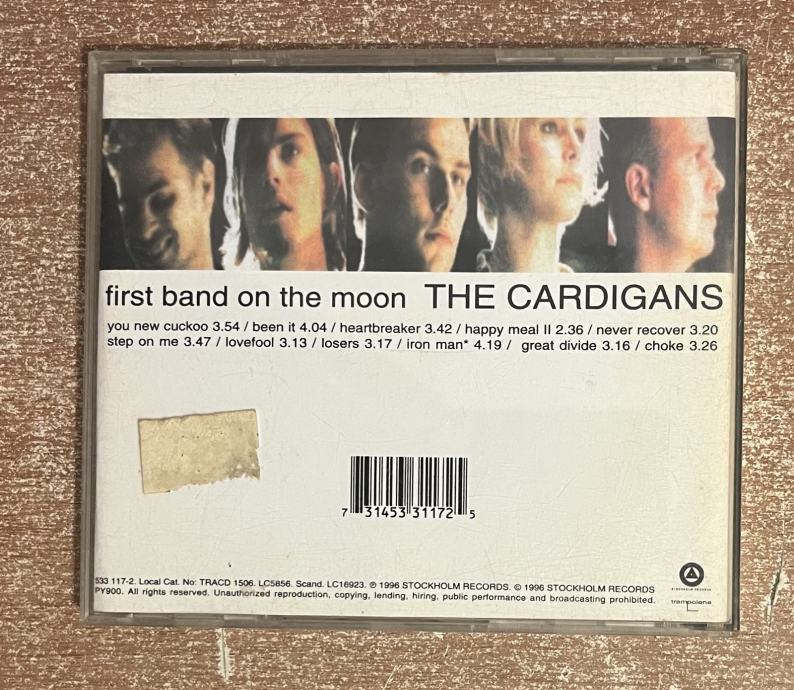 first band on the moon THE CARDIGANS
you new cuckoo 3.54 / been it 4.04 / heartbreaker 3.42 / happy meal II 2.36 / never recover 3.20
step on me 3.47 / lovefool 3.13 / losers 3.17 / iron man* 4.19 / great divide 3.16 / choke 3.26
7 31453 31172 5
533 117-2. Local Cat. No: TRACD 1506. LC5856. Scand. LC16923. ℗ 1996 STOCKHOLM RECORDS. © 1996 STOCKHOLM RECORDS
PY900. All rights reserved. Unauthorized reproduction, copying, lending, hiring, public performance and broadcasting prohibited.
STOCKHOLM RECORDS
trampolene